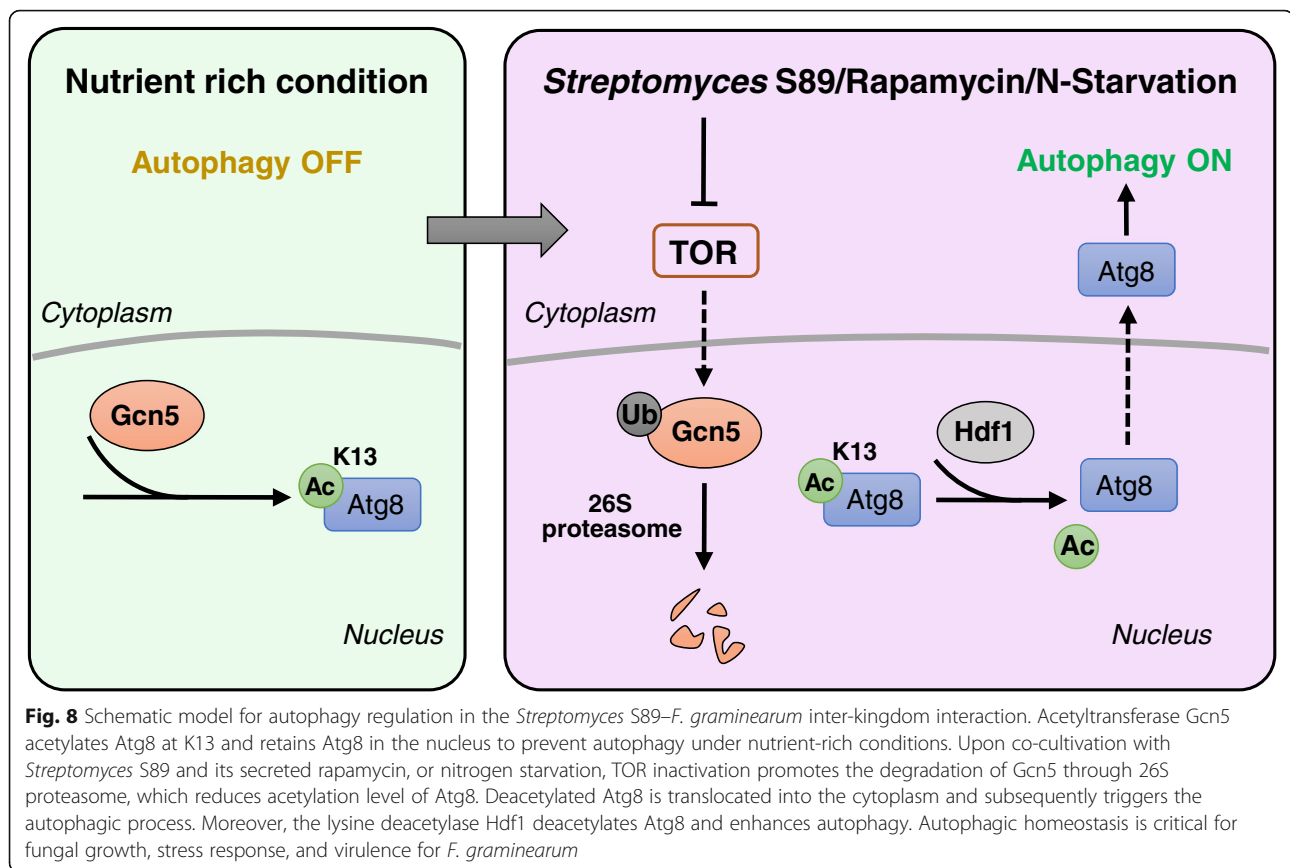 Nutrient rich condition
Autophagy OFF
Cytoplasm
Gcn5
K13
Ac
Atg8
Nucleus
Streptomyces S89/Rapamycin/N-Starvation
Autophagy ON
TOR
Atg8
Cytoplasm
Ub
Gcn5
Hdf1
K13
Ac
Atg8
Atg8
26S
proteasome
Ac
Nucleus
Fig. 8 Schematic model for autophagy regulation in the Streptomyces S89–F. graminearum inter-kingdom interaction. Acetyltransferase Gcn5
acetylates Atg8 at K13 and retains Atg8 in the nucleus to prevent autophagy under nutrient-rich conditions. Upon co-cultivation with
Streptomyces S89 and its secreted rapamycin, or nitrogen starvation, TOR inactivation promotes the degradation of Gcn5 through 26S
proteasome, which reduces acetylation level of Atg8. Deacetylated Atg8 is translocated into the cytoplasm and subsequently triggers the
autophagic process. Moreover, the lysine deacetylase Hdf1 deacetylates Atg8 and enhances autophagy. Autophagic homeostasis is critical for
fungal growth, stress response, and virulence for F. graminearum